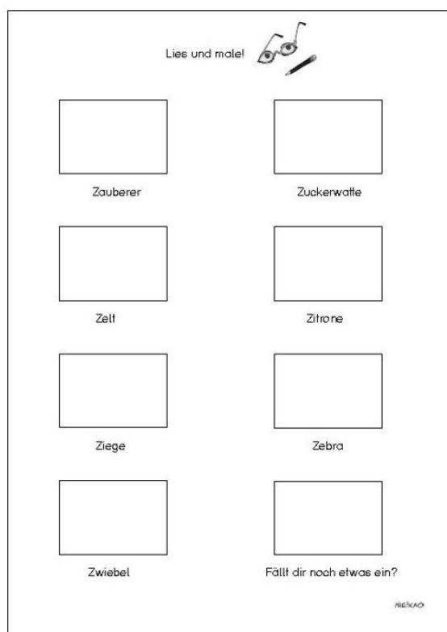 Lies und male!
Zauberer
Zuckerwatte
Zelt
Zitrone
Ziege
Zebra
Zwiebel
Fällt dir noch etwas ein?